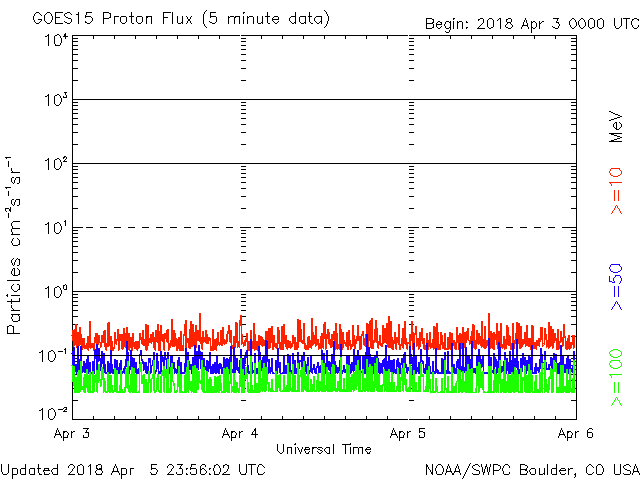 GOES15 Proton Flux (5 minute data)
Begin: 2018 Apr 3 0000 UTC
10⁴
10³
10²
10¹
10⁰
10⁻¹
10⁻²
Particles cm⁻²s⁻¹sr⁻¹
MeV
>=10
>=50
>=100
Apr 3
Apr 4
Apr 5
Apr 6
Universal Time
Updated 2018 Apr 5 23:56:02 UTC
NOAA/SWPC Boulder, CO USA